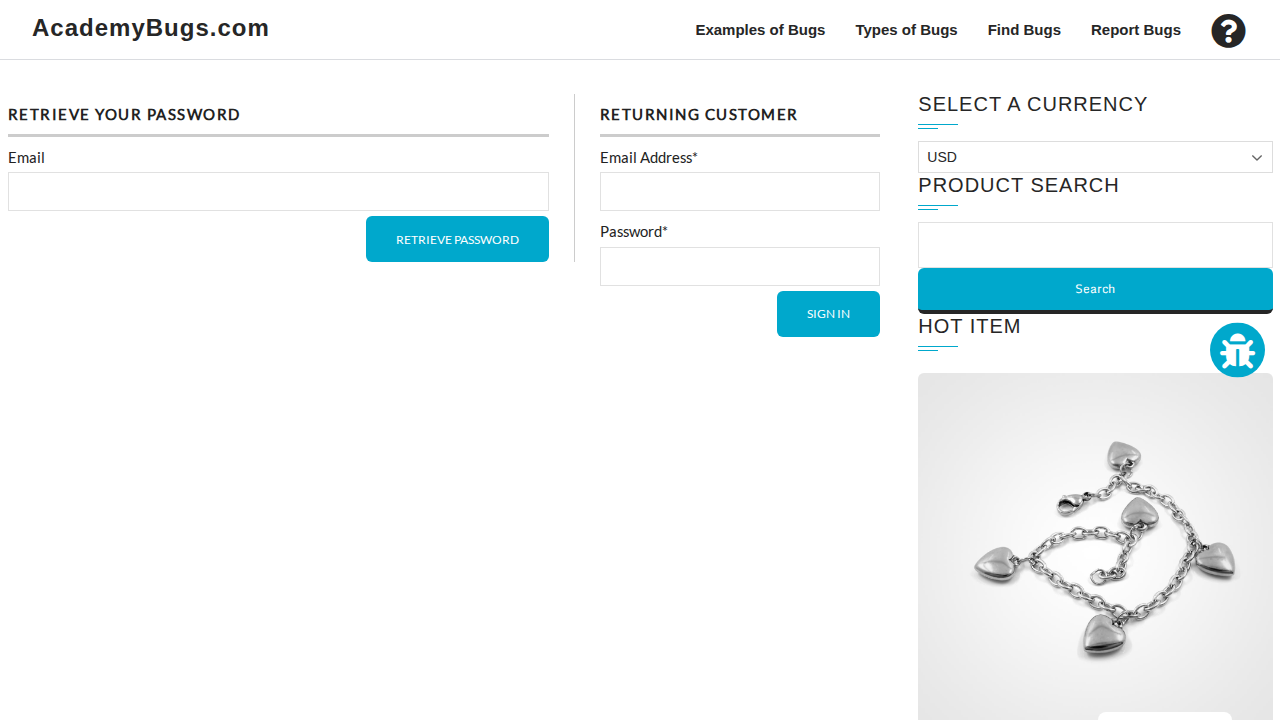 AcademyBugs.com
Examples of Bugs
Types of Bugs
Find Bugs
Report Bugs
RETRIEVE YOUR PASSWORD
Email
RETRIEVE PASSWORD
RETURNING CUSTOMER
Email Address*
Password*
SIGN IN
SELECT A CURRENCY
USD
PRODUCT SEARCH
Search
HOT ITEM